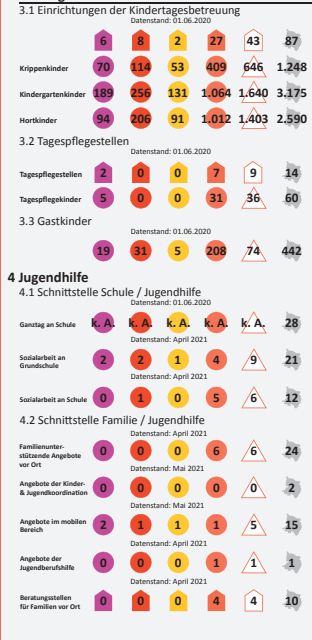 3.1 Einrichtungen der Kindertagesbetreuung
Datenstand: 01.06.2020
6 8 2 27 43 87
Krippenkinder 70 114 53 409 646 1.248
Kindergartenkinder 189 256 131 1.064 1.640 3.175
Hortkinder 94 206 91 1.012 1.403 2.590
3.2 Tagespflegestellen
Datenstand: 01.06.2020
Tagespflegestellen 2 0 0 7 9 14
Tagespflegekinder 5 0 0 31 36 60
3.3 Gastkinder
Datenstand: 01.06.2020
19 31 5 208 74 442
4 Jugendhilfe
4.1 Schnittstelle Schule / Jugendhilfe
Datenstand: 01.06.2020
Ganztag an Schule k. A. k. A. k. A. k. A. k. A. 28
Datenstand: April 2021
Sozialarbeit an
Grundschule 2 2 1 4 9 21
Datenstand: April 2021
Sozialarbeit an Schule 0 1 0 5 6 12
4.2 Schnittstelle Familie / Jugendhilfe
Datenstand: April 2021
Familienunter-
stützende Angebote
vor Ort 0 0 0 6 6 24
Datenstand: Mai 2021
Angebote der Kinder-
& Jugendkoordination 0 0 0 0 0 2
Datenstand: Mai 2021
Angebote im mobilen
Bereich 2 1 1 1 5 15
Datenstand: April 2021
Angebote der
Jugendberufshilfe 0 0 0 1 1 1
Datenstand: April 2021
Beratungsstellen
für Familien vor Ort 0 0 0 4 4 10